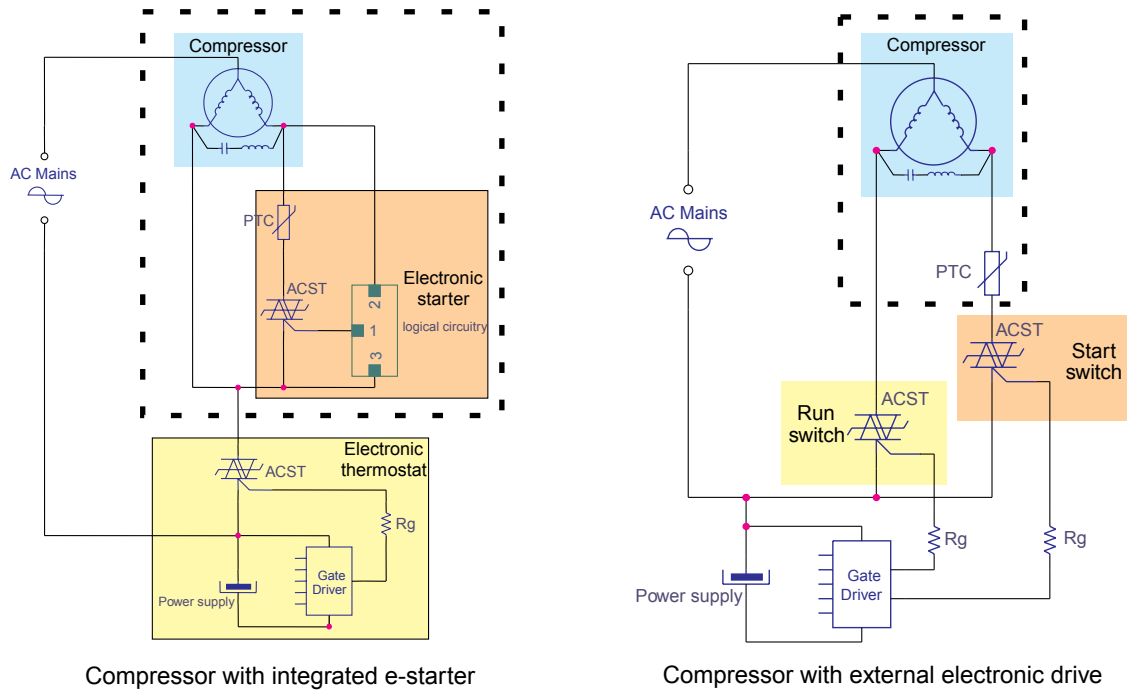 Compressor
AC Mains
PTC
ACST
Electronic
starter
logical circuitry
2
1
3
Electronic
thermostat
ACST
Rg
Gate
Driver
Power supply
Compressor with integrated e-starter
Compressor
AC Mains
PTC
ACST
Start
switch
ACST
Run
switch
Rg
Rg
Gate
Driver
Power supply
Compressor with external electronic drive